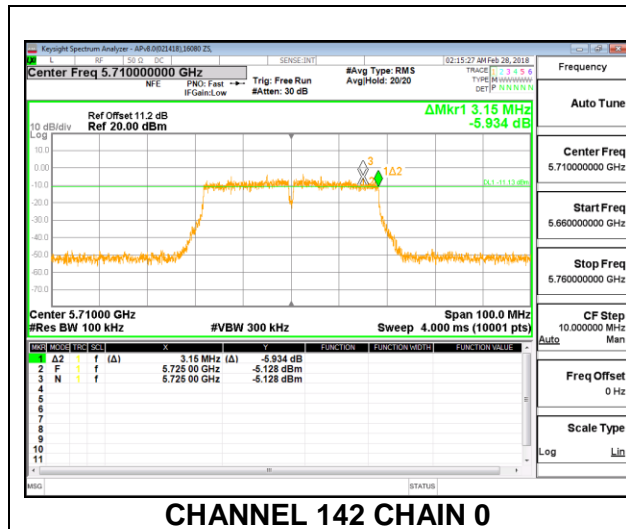 Keysight Spectrum Analyzer - APv8.0(021418),16080 ZS,
L RF 50 Ω DC SENSE:INT 02:15:27 AM Feb 28, 2018
Center Freq 5.710000000 GHz
NFE
PNO: Fast
IFGain:Low
Trig: Free Run
#Atten: 30 dB
#Avg Type: RMS
Avg|Hold: 20/20
TRACE 1 2 3 4 5 6
TYPE M WWWWW
DET P N N N N N
Frequency
Auto Tune
Center Freq
5.710000000 GHz
Start Freq
5.660000000 GHz
Stop Freq
5.760000000 GHz
CF Step
10.000000 MHz
Auto Man
Freq Offset
0 Hz
Scale Type
Log Lin
Ref Offset 11.2 dB
10 dB/div Ref 20.00 dBm
Log
ΔMkr1 3.15 MHz
-5.934 dB
10.0
0.00
-10.0
-20.0
-30.0
-40.0
-50.0
-60.0
-70.0
3
1Δ2
DL1 -11.13 dBm
Center 5.71000 GHz Span 100.0 MHz
#Res BW 100 kHz #VBW 300 kHz Sweep 4.000 ms (10001 pts)
MKR MODE TRC SCL X Y FUNCTION FUNCTION WIDTH FUNCTION VALUE
1 Δ2 1 f (Δ) 3.15 MHz (Δ) -5.934 dB
2 F 1 f 5.725 00 GHz -5.128 dBm
3 N 1 f 5.725 00 GHz -5.128 dBm
4
5
6
7
8
9
10
11
MSG STATUS
CHANNEL 142 CHAIN 0